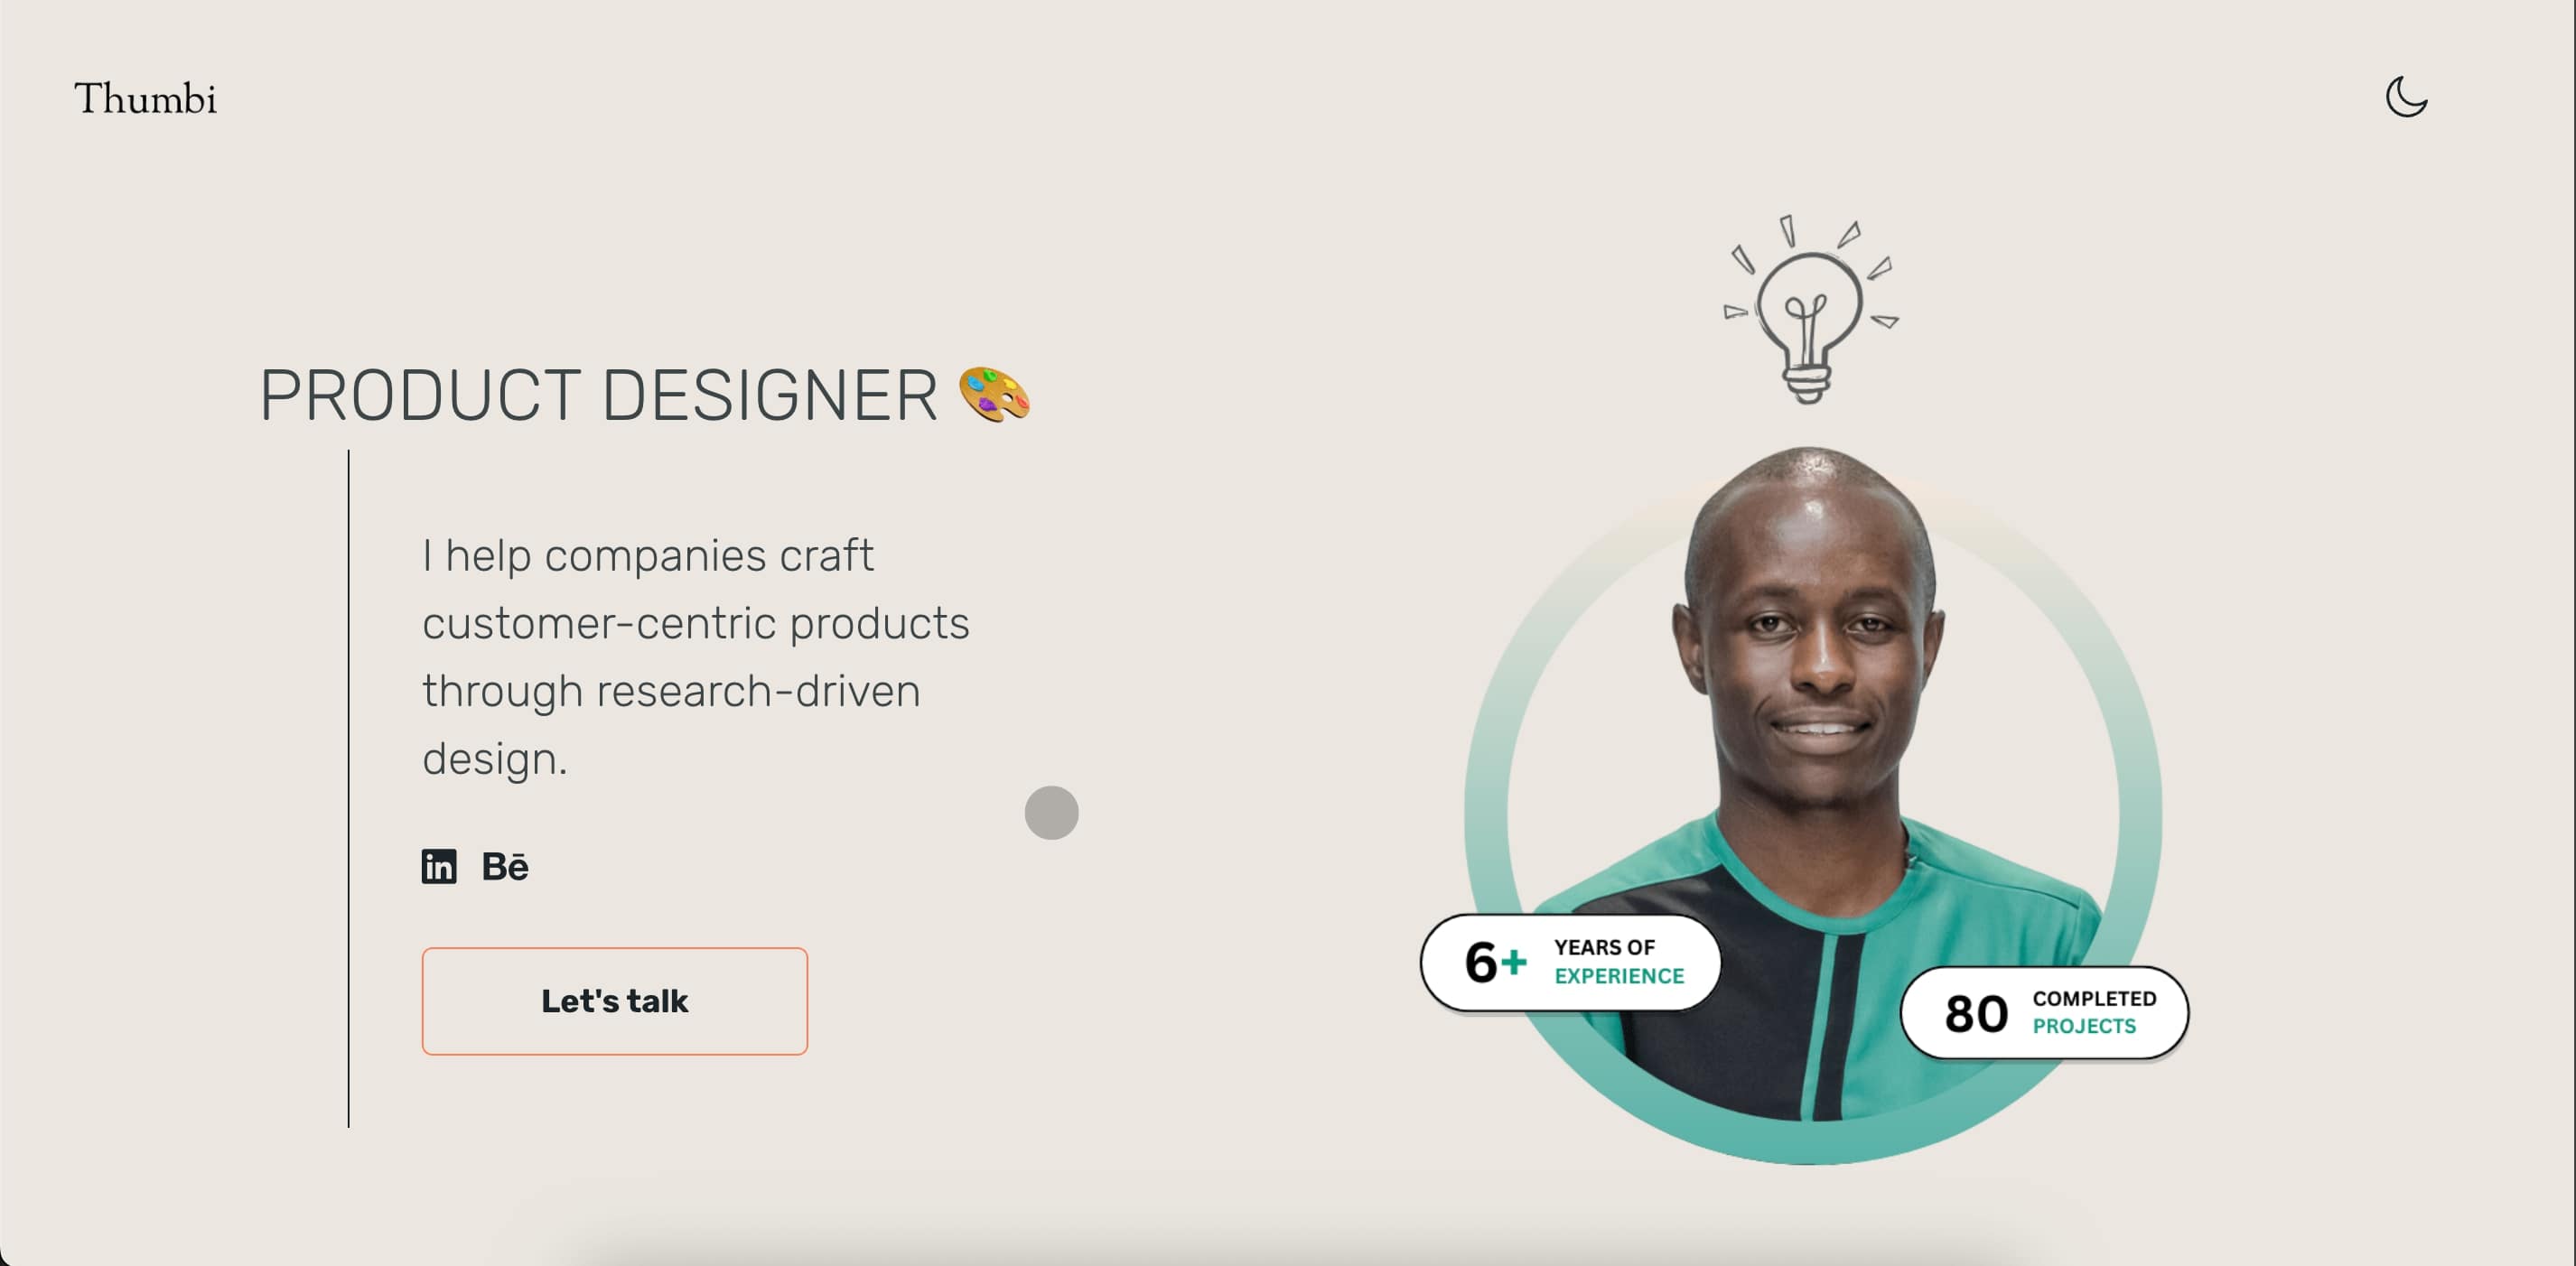 Thumbi
PRODUCT DESIGNER
I help companies craft
customer-centric products
through research-driven
design.
in Bē
Let's talk
6+ YEARS OF
EXPERIENCE
80 COMPLETED
PROJECTS